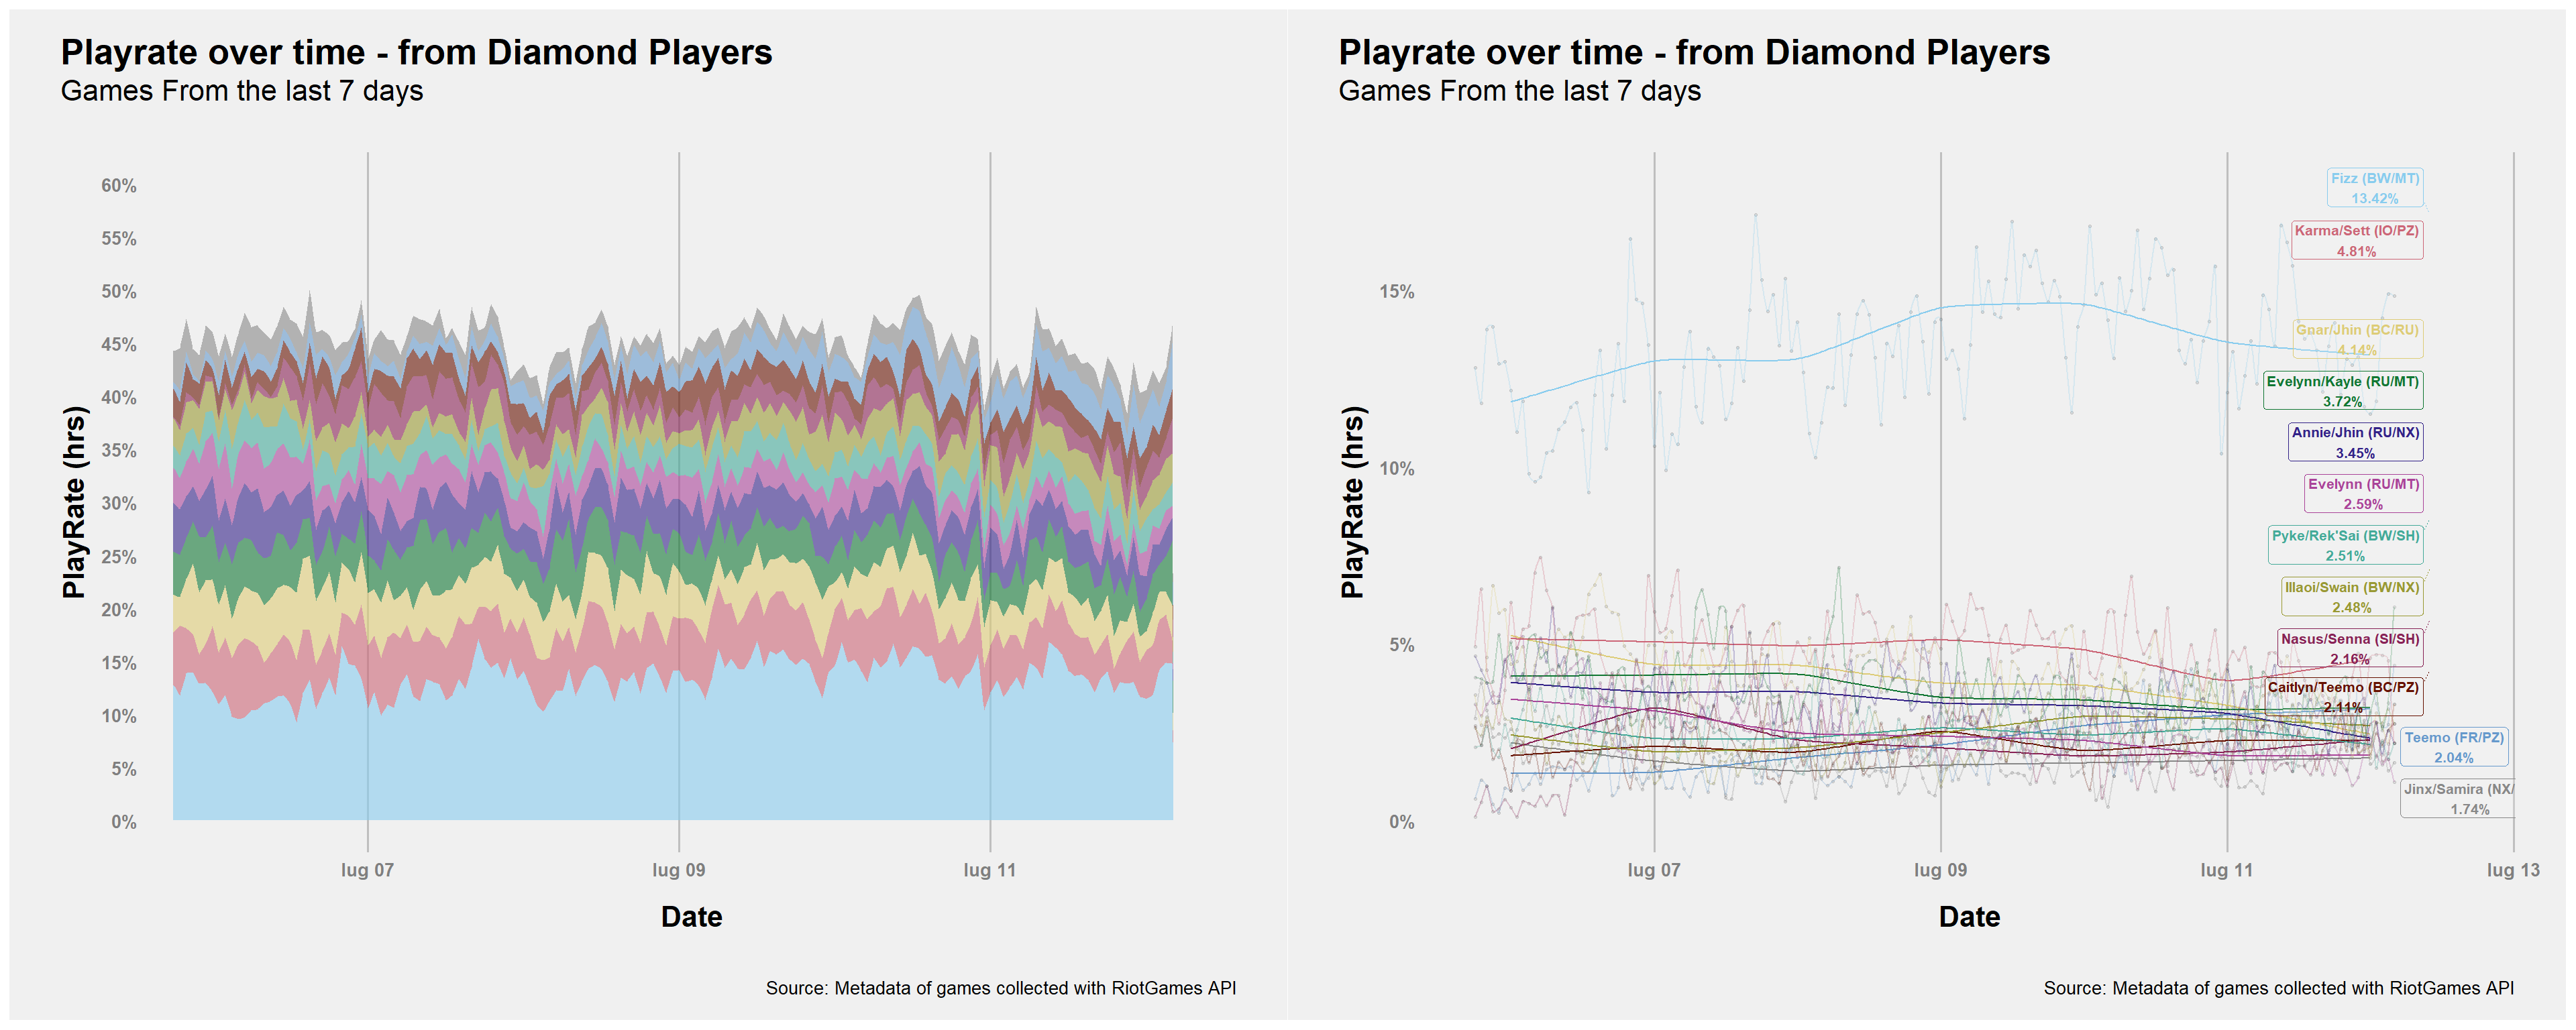 Playrate over time - from Diamond Players
Games From the last 7 days
60%
55%
50%
45%
40%
35%
30%
25%
20%
15%
10%
5%
0%
PlayRate (hrs)
lug 07
lug 09
lug 11
Date
Source: Metadata of games collected with RiotGames API
Playrate over time - from Diamond Players
Games From the last 7 days
15%
10%
5%
0%
PlayRate (hrs)
Fizz (BW/MT)
13.42%
Karma/Sett (IO/PZ)
4.81%
Gnar/Jhin (BC/RU)
4.14%
Evelynn/Kayle (RU/MT)
3.72%
Annie/Jhin (RU/NX)
3.45%
Evelynn (RU/MT)
2.59%
Pyke/Rek'Sai (BW/SH)
2.51%
Illaoi/Swain (BW/NX)
2.48%
Nasus/Senna (SI/SH)
2.16%
Caitlyn/Teemo (BC/PZ)
2.11%
Teemo (FR/PZ)
2.04%
Jinx/Samira (NX/
1.74%
lug 07
lug 09
lug 11
lug 13
Date
Source: Metadata of games collected with RiotGames API